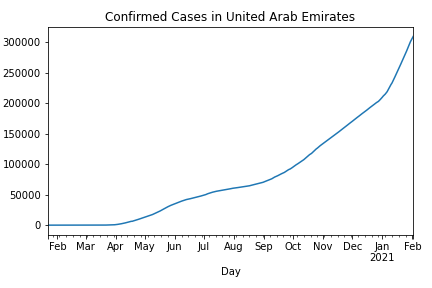 Confirmed Cases in United Arab Emirates
300000
250000
200000
150000
100000
50000
0
Feb Mar Apr May Jun Jul Aug Sep Oct Nov Dec Jan Feb
2021
Day